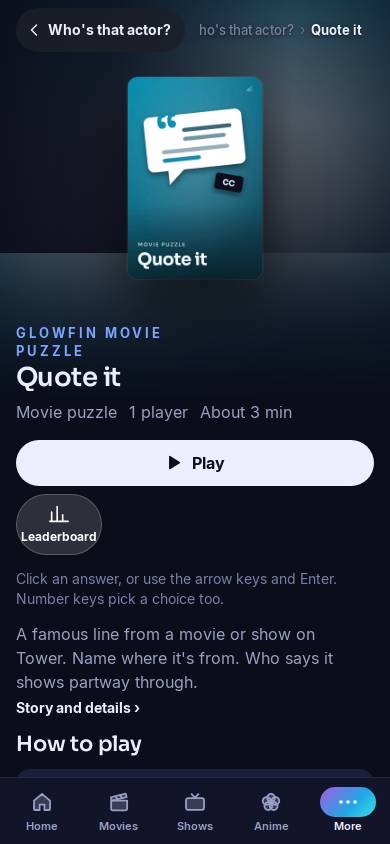 Who's that actor?
ho's that actor? › Quote it
CC
MOVIE PUZZLE
Quote it
GLOWFIN MOVIE
PUZZLE
Quote it
Movie puzzle 1 player About 3 min
Play
Leaderboard
Click an answer, or use the arrow keys and Enter.
Number keys pick a choice too.
A famous line from a movie or show on
Tower. Name where it's from. Who says it
shows partway through.
Story and details ›
How to play
Home Movies Shows Anime More